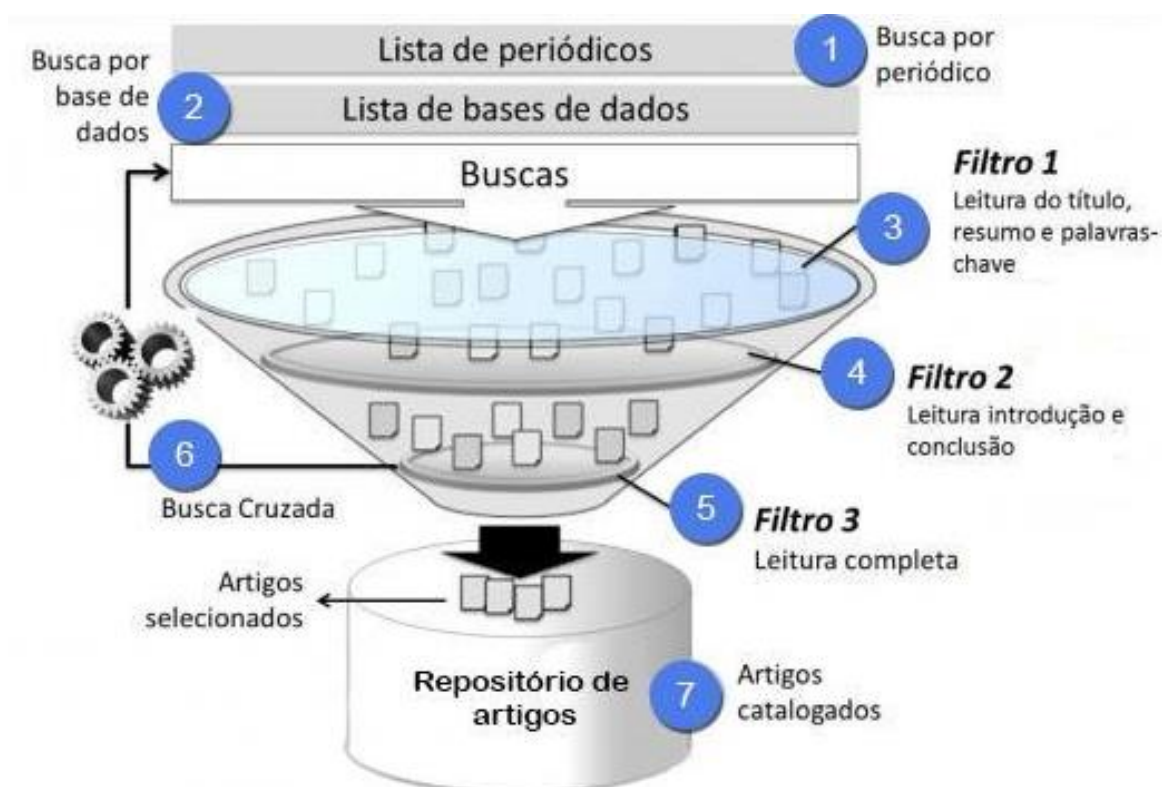 Lista de periódicos
1
Busca por
periódico
Busca por
base de
dados
2
Lista de bases de dados
Buscas
Filtro 1
Leitura do título,
resumo e palavras-
chave
3
4
Filtro 2
Leitura introdução e
conclusão
6
Busca Cruzada
5
Filtro 3
Leitura completa
Artigos
selecionados
Repositório de
artigos
7
Artigos
catalogados